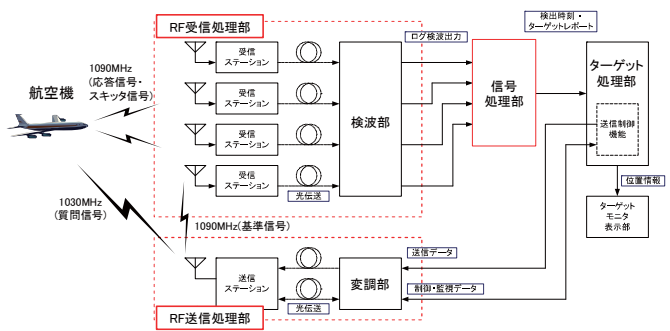 RF受信処理部
1090MHz
(応答信号・
スキッタ信号)
航空機
受信
ステーション
受信
ステーション
受信
ステーション
受信
ステーション
光伝送
検波部
ログ検波出力
信号
処理部
検出時刻・
ターゲットレポート
ターゲット
処理部
送信制御
機能
位置情報
ターゲット
モニタ
表示部
1030MHz
(質問信号)
1090MHz(基準信号)
送信データ
送信
ステーション
光伝送
変調部
制御・監視データ
RF送信処理部